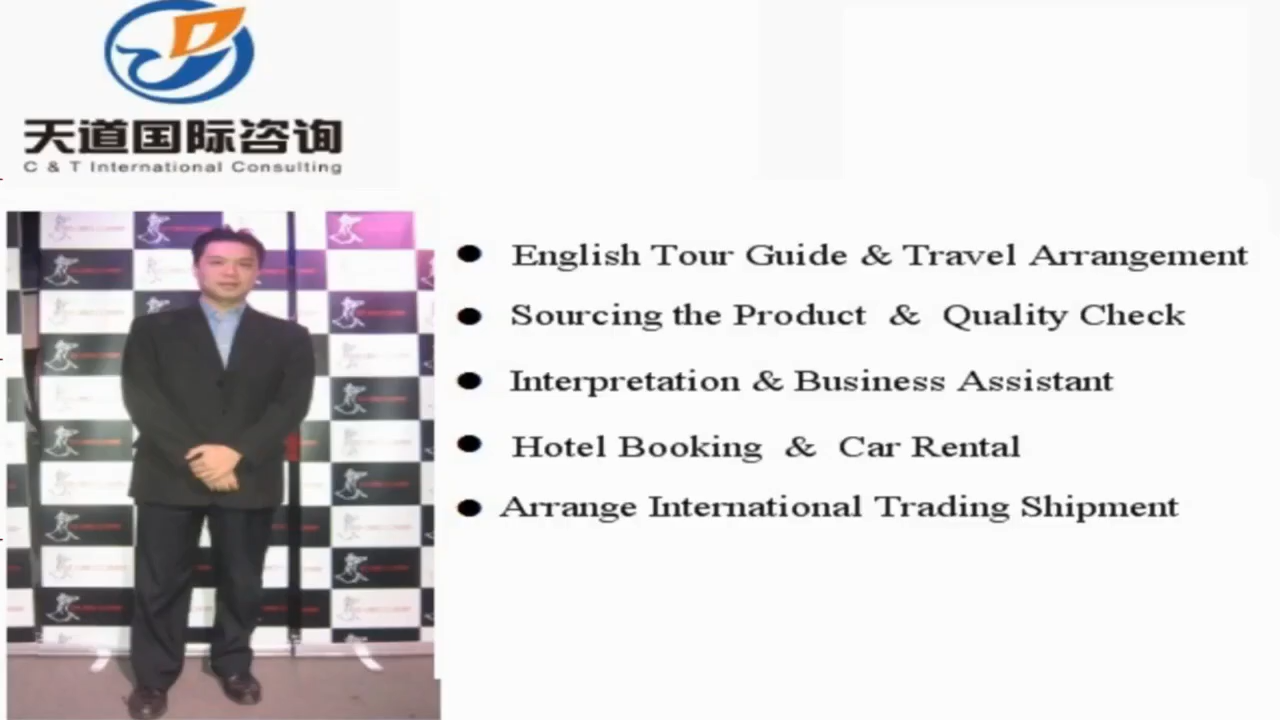 天道国际咨询
C & T International Consulting
● English Tour Guide & Travel Arrangement
● Sourcing the Product & Quality Check
● Interpretation & Business Assistant
● Hotel Booking & Car Rental
● Arrange International Trading Shipment